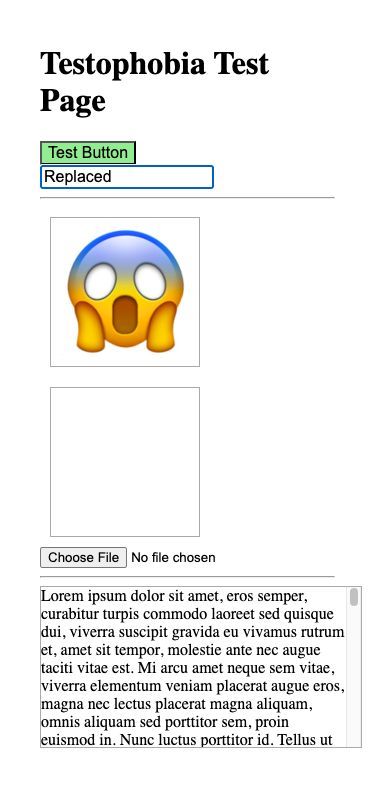 Testophobia Test
Page
Test Button
Replaced
Choose File No file chosen
Lorem ipsum dolor sit amet, eros semper,
curabitur turpis commodo laoreet sed quisque
dui, viverra suscipit gravida eu vivamus rutrum
et, amet sit tempor, molestie ante nec augue
taciti vitae est. Mi arcu amet neque sem vitae,
viverra elementum veniam placerat augue eros,
magna nec lectus placerat magna aliquam,
omnis aliquam sed porttitor sem, proin
euismod in. Nunc luctus porttitor id. Tellus ut